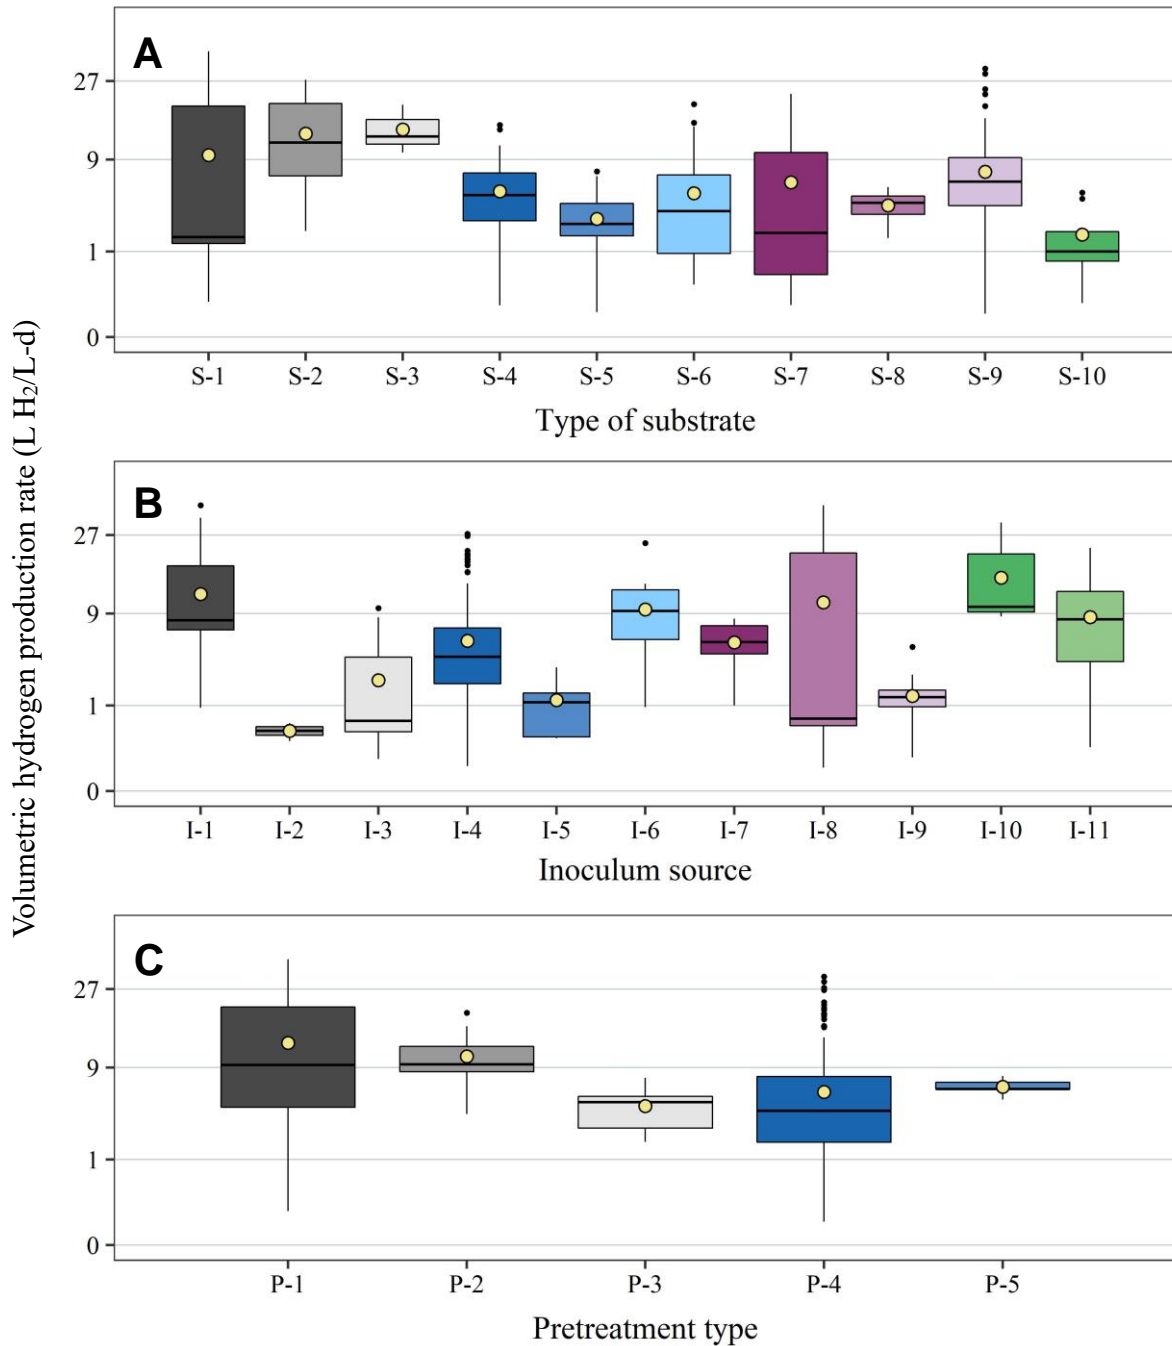 Volumetric hydrogen production rate (L H₂/L-d)
A
27
9
1
0
S-1 S-2 S-3 S-4 S-5 S-6 S-7 S-8 S-9 S-10
Type of substrate
B
27
9
1
0
I-1 I-2 I-3 I-4 I-5 I-6 I-7 I-8 I-9 I-10 I-11
Inoculum source
C
27
9
1
0
P-1 P-2 P-3 P-4 P-5
Pretreatment type